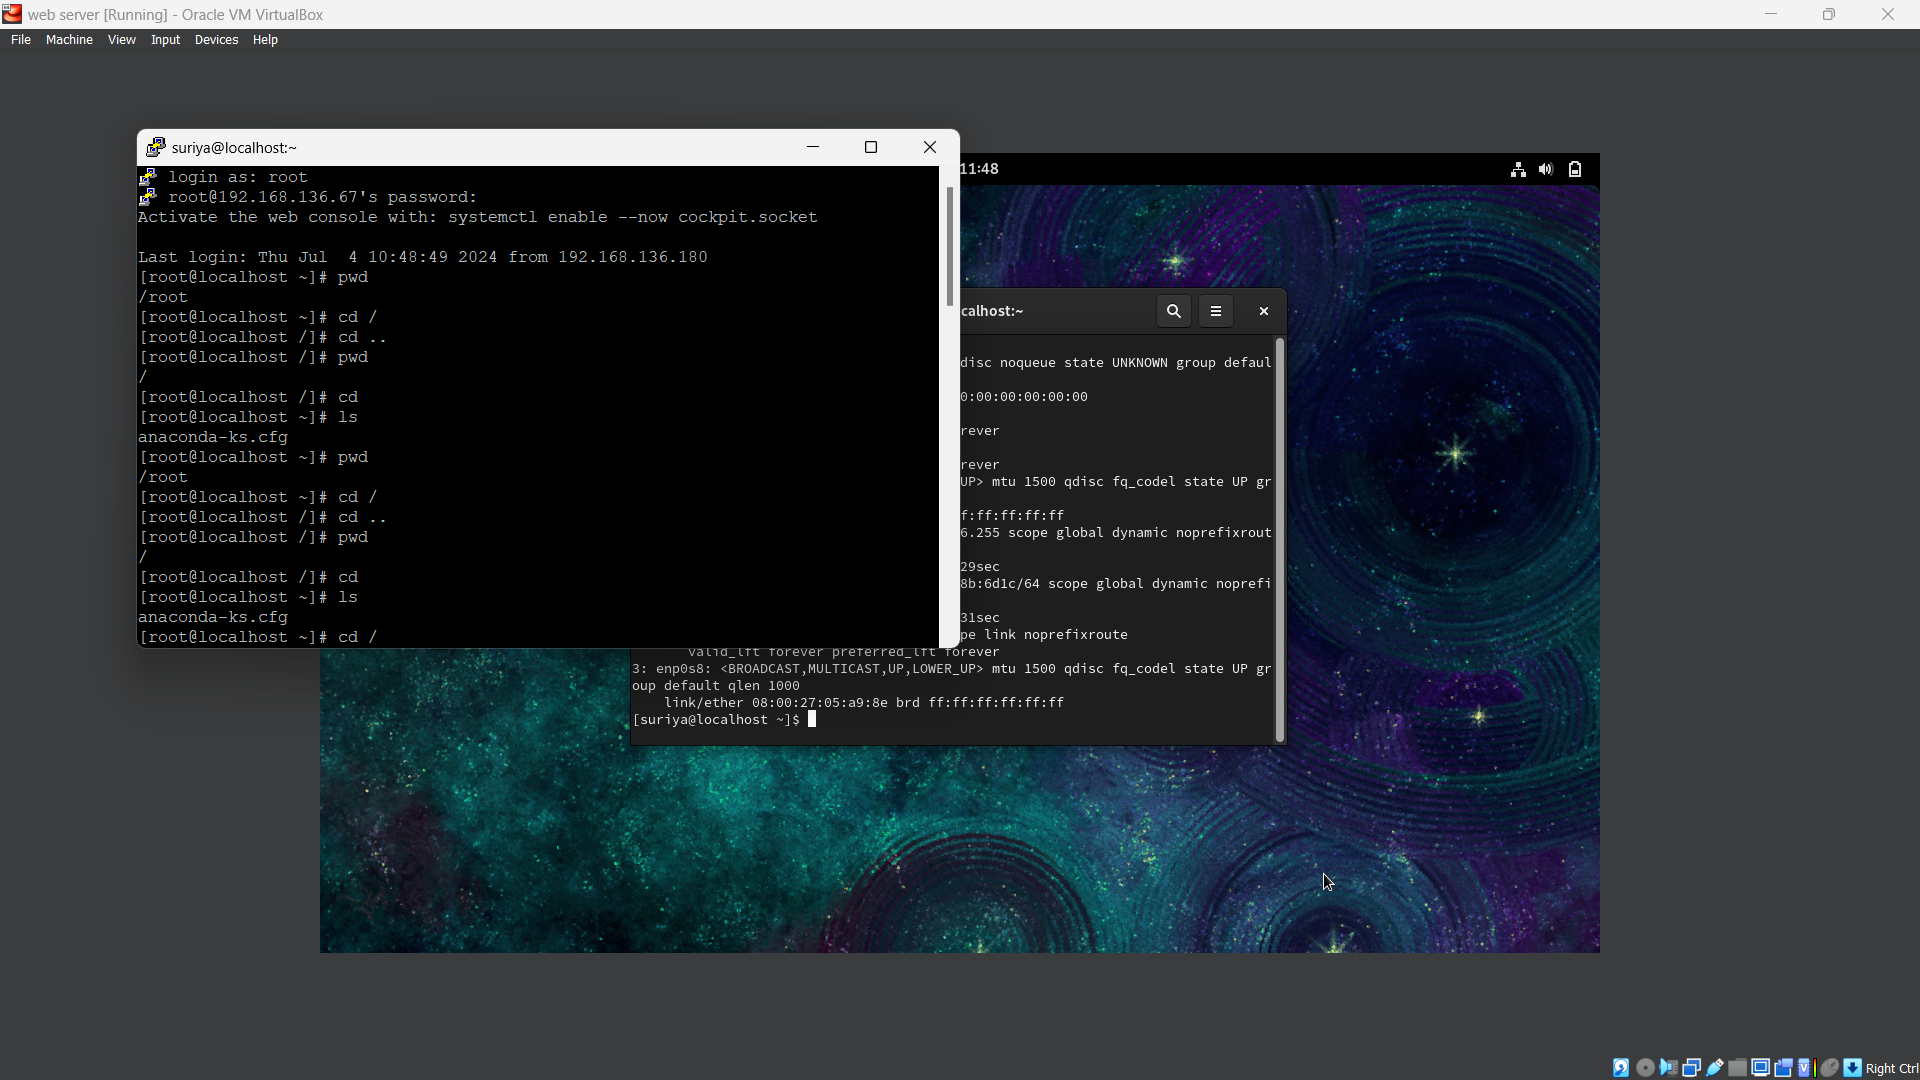 web server [Running] - Oracle VM VirtualBox
File Machine View Input Devices Help
suriya@localhost:~
login as: root
root@192.168.136.67's password:
Activate the web console with: systemctl enable --now cockpit.socket
Last login: Thu Jul  4 10:48:49 2024 from 192.168.136.180
[root@localhost ~]# pwd
/root
[root@localhost ~]# cd /
[root@localhost /]# cd ..
[root@localhost /]# pwd
/
[root@localhost /]# cd
[root@localhost ~]# ls
anaconda-ks.cfg
[root@localhost ~]# pwd
/root
[root@localhost ~]# cd /
[root@localhost /]# cd ..
[root@localhost /]# pwd
/
[root@localhost /]# cd
[root@localhost ~]# ls
anaconda-ks.cfg
[root@localhost ~]# cd /
11:48
calhost:~
disc noqueue state UNKNOWN group defaul
0:00:00:00:00:00
rever
rever
UP> mtu 1500 qdisc fq_codel state UP gr
f:ff:ff:ff:ff
6.255 scope global dynamic noprefixrout
29sec
8b:6d1c/64 scope global dynamic noprefi
31sec
pe link noprefixroute
valid_lft forever preferred_lft forever
3: enp0s8: <BROADCAST,MULTICAST,UP,LOWER_UP> mtu 1500 qdisc fq_codel state UP gr
oup default qlen 1000
link/ether 08:00:27:05:a9:8e brd ff:ff:ff:ff:ff:ff
[suriya@localhost ~]$
Right Ctrl